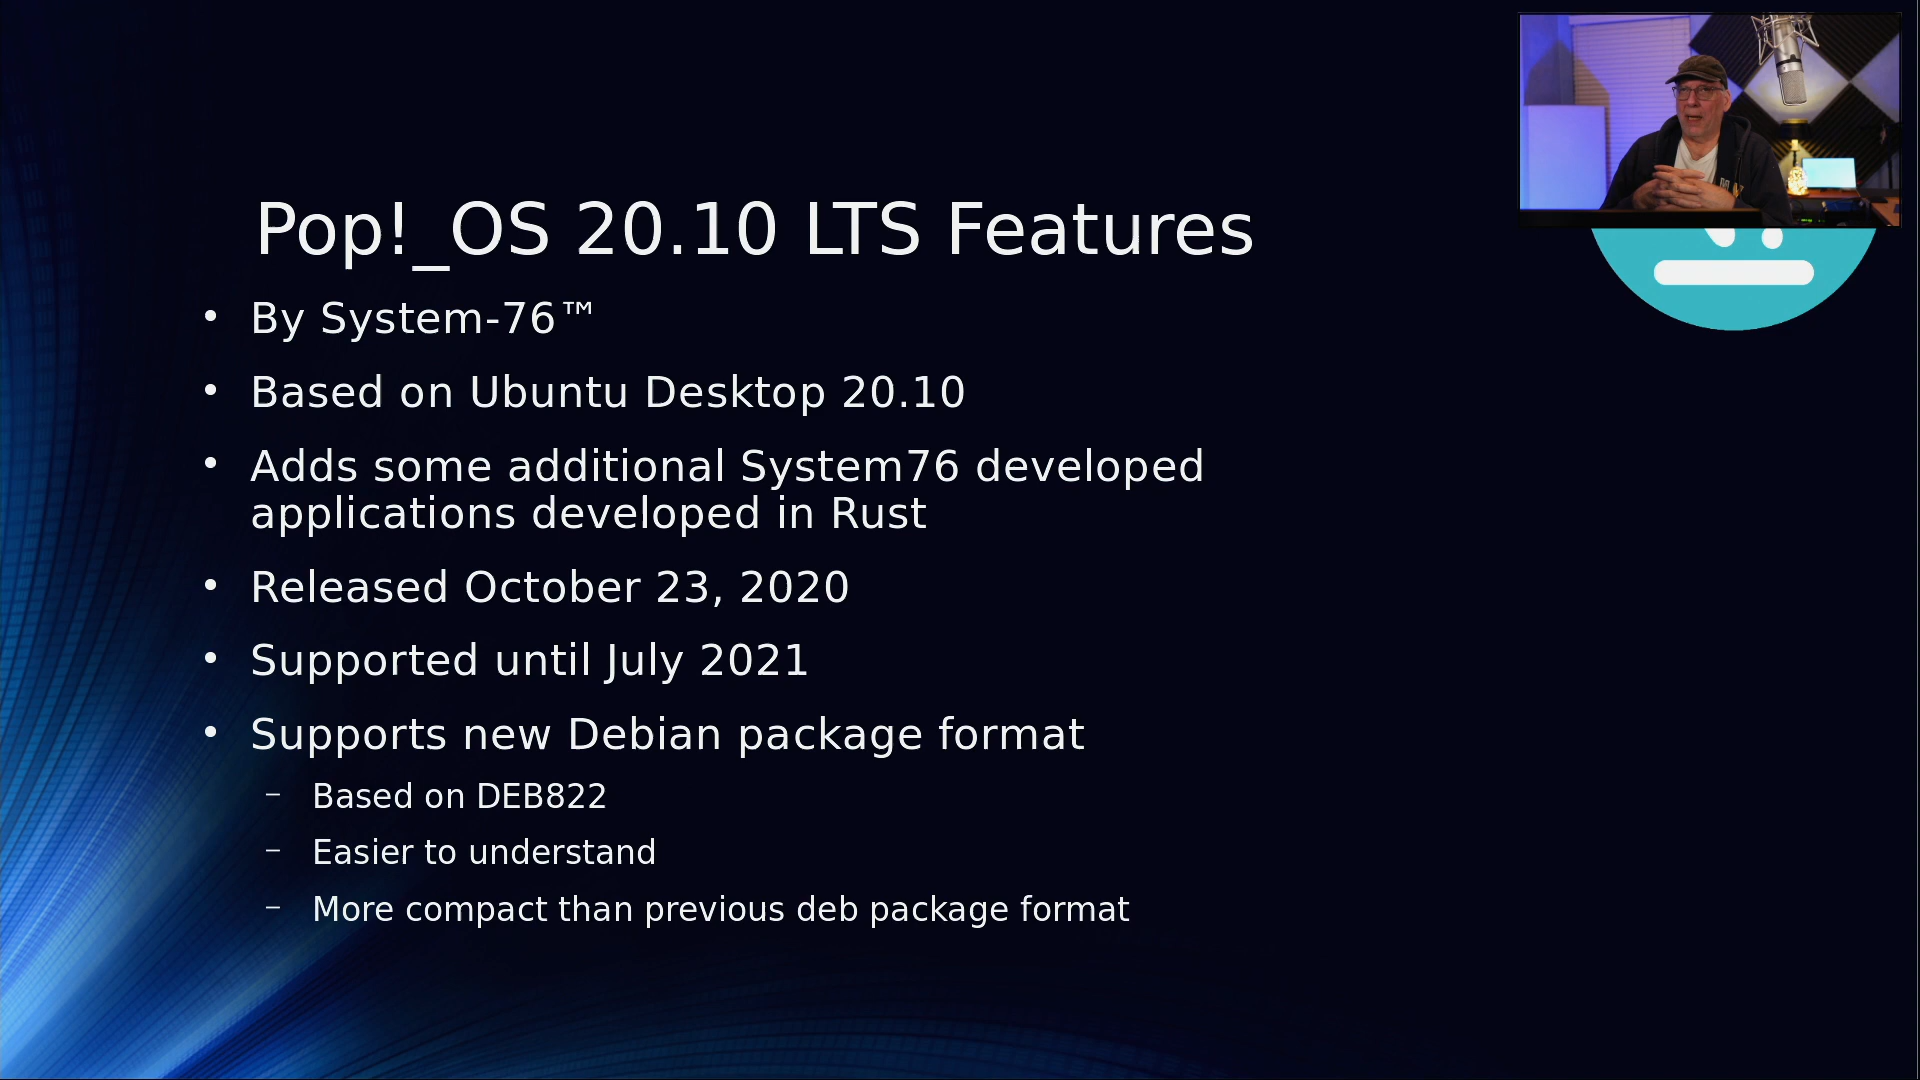 Pop!_OS 20.10 LTS Features
• By System-76™
• Based on Ubuntu Desktop 20.10
• Adds some additional System76 developed
applications developed in Rust
• Released October 23, 2020
• Supported until July 2021
• Supports new Debian package format
– Based on DEB822
– Easier to understand
– More compact than previous deb package format